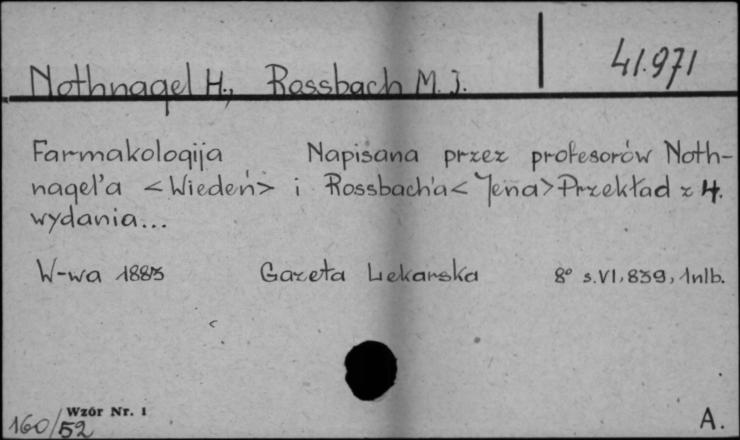 41.971
Nothnagel H., Rossbach M. J.
Farmakologija Napisana przez profesorów Noth-
nagel'a <Wiedeń> i Rossbach'a <Jena> Przekład z 4.
wydania...
W-wa 1883 Gazeta Lekarska 8° s.VI, 839, 1nlb.
Wzór Nr. 1
160/52 A.